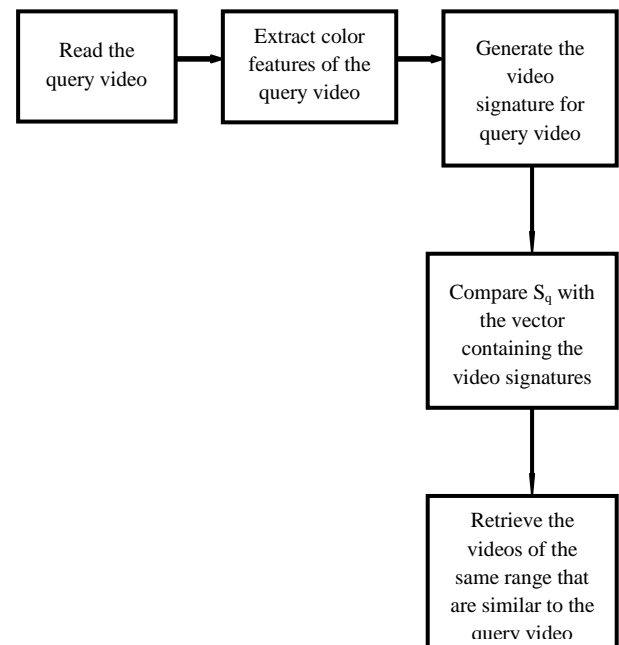 Read the
query video
Extract color
features of the
query video
Generate the
video
signature for
query video
Compare S_q with
the vector
containing the
video signatures
Retrieve the
videos of the
same range that
are similar to the
query video